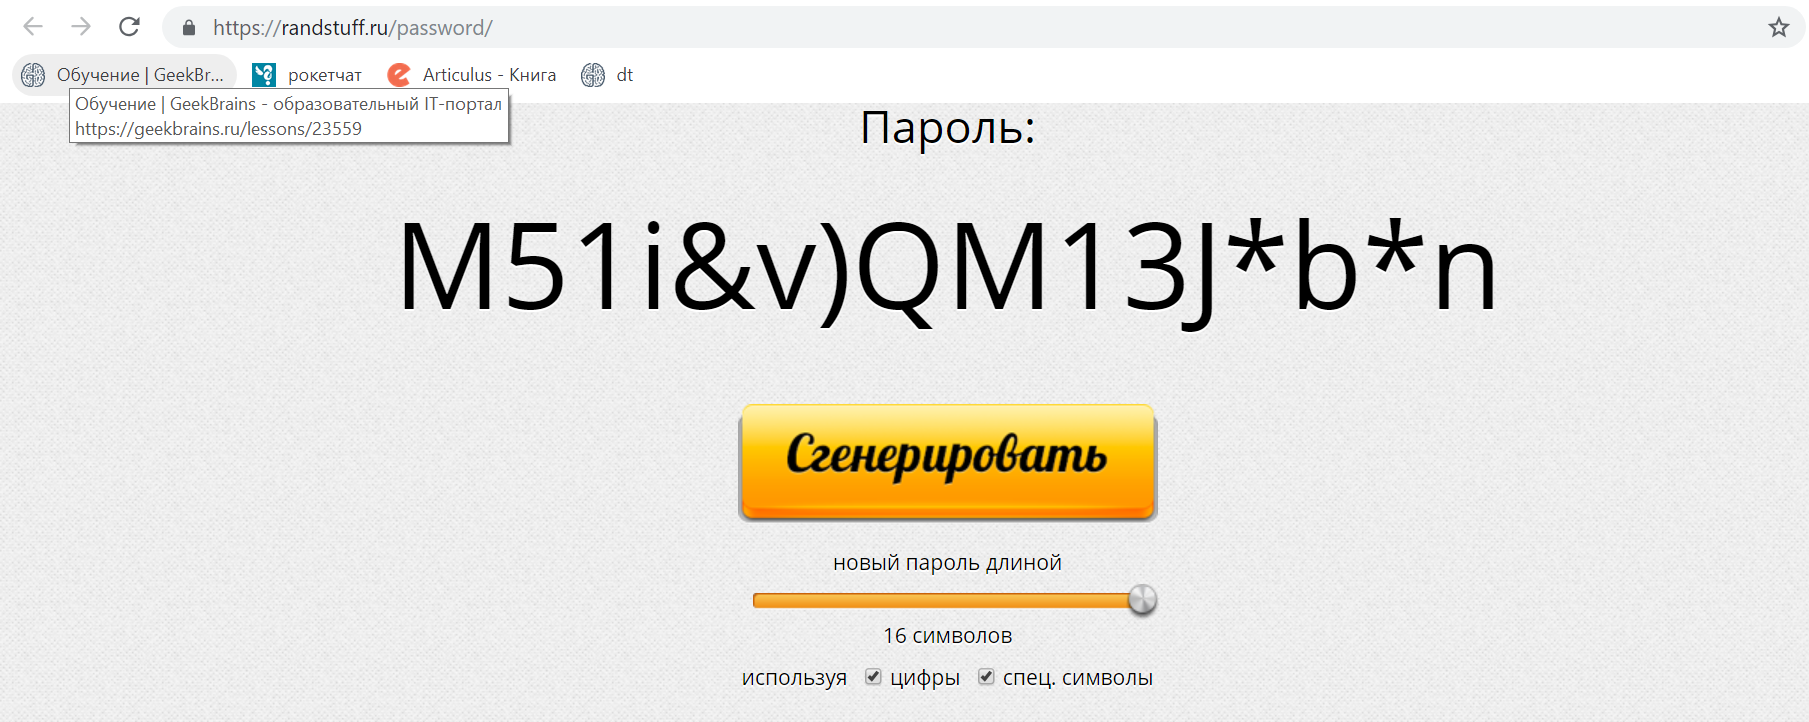 https://randstuff.ru/password/
Обучение | GeekBr... рокетчат Articulus - Книга dt
Обучение | GeekBrains - образовательный IT-портал
https://geekbrains.ru/lessons/23559
Пароль:
M51i&v)QM13J*b*n
Сгенерировать
новый пароль длиной
16 символов
используя цифры спец. символы